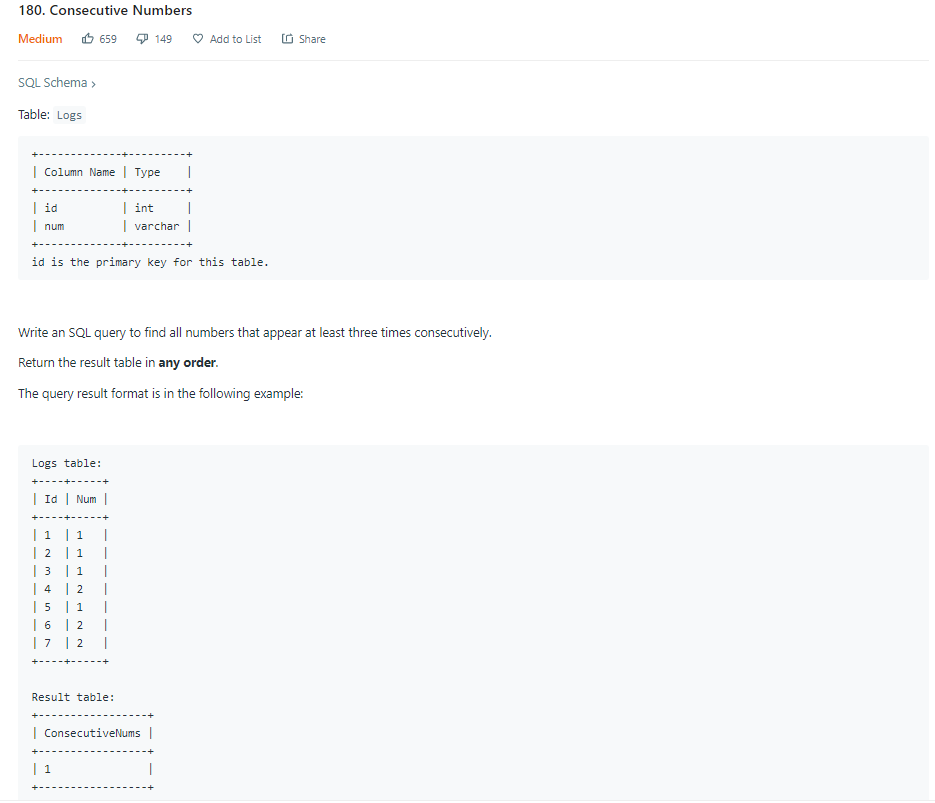 180. Consecutive Numbers
Medium 659 149 Add to List Share
SQL Schema >
Table: Logs
+-------------+---------+
| Column Name | Type    |
+-------------+---------+
| id          | int     |
| num         | varchar |
+-------------+---------+
id is the primary key for this table.
Write an SQL query to find all numbers that appear at least three times consecutively.
Return the result table in any order.
The query result format is in the following example:
Logs table:
+----+-----+
| Id | Num |
+----+-----+
| 1  | 1   |
| 2  | 1   |
| 3  | 1   |
| 4  | 2   |
| 5  | 1   |
| 6  | 2   |
| 7  | 2   |
+----+-----+
Result table:
+-----------------+
| ConsecutiveNums |
+-----------------+
| 1               |
+-----------------+